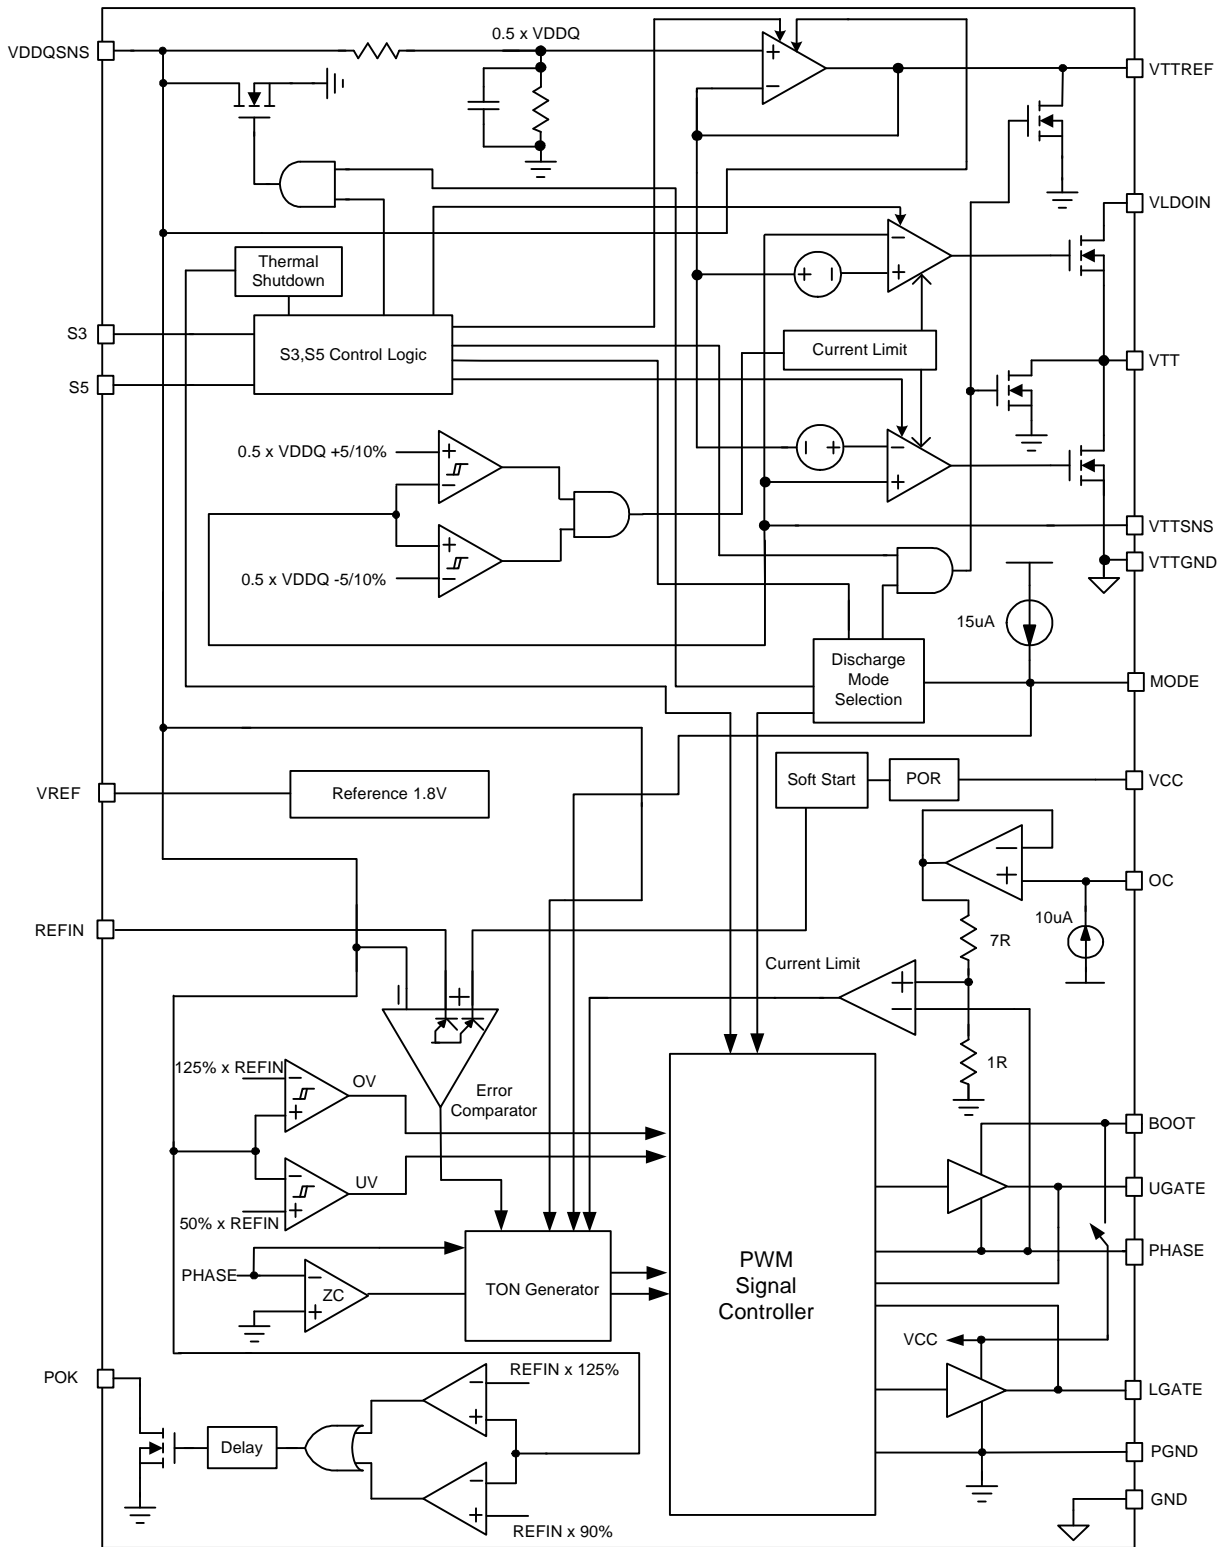 VDDQSNS
0.5 x VDDQ
+
−
VTTREF
VLDOIN
Thermal
Shutdown
−
+
+
−
S3
S3,S5 Control Logic
Current Limit
VTT
S5
0.5 x VDDQ +5/10%
+
−
−
+
−
+
VTTSNS
+
−
0.5 x VDDQ -5/10%
VTTGND
15uA
Discharge
Mode
Selection
MODE
Soft Start
POR
VCC
VREF
Reference 1.8V
−
+
OC
REFIN
10uA
7R
Current Limit
+
−
−
+
1R
125% x REFIN
−
+
OV
Error
Comparator
BOOT
−
+
UV
UGATE
50% x REFIN
PHASE
PHASE
−
+
ZC
TON Generator
PWM
Signal
Controller
VCC
POK
REFIN x 125%
−
+
LGATE
Delay
PGND
−
+
GND
REFIN x 90%